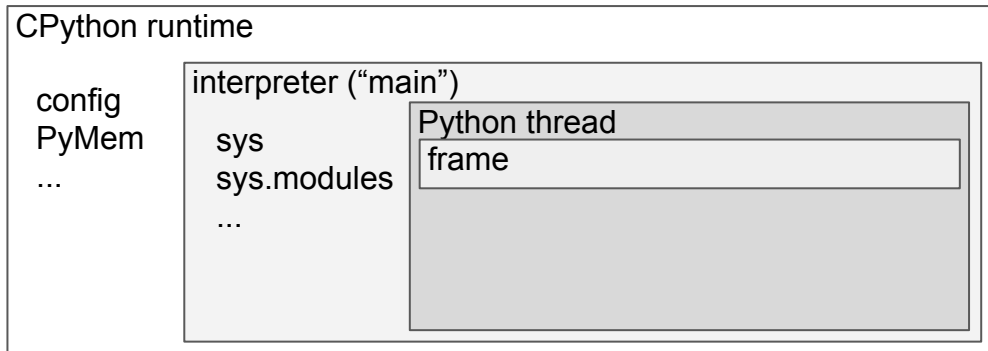 CPython runtime
config
PyMem
...
interpreter (“main”)
sys
sys.modules
...
Python thread
frame